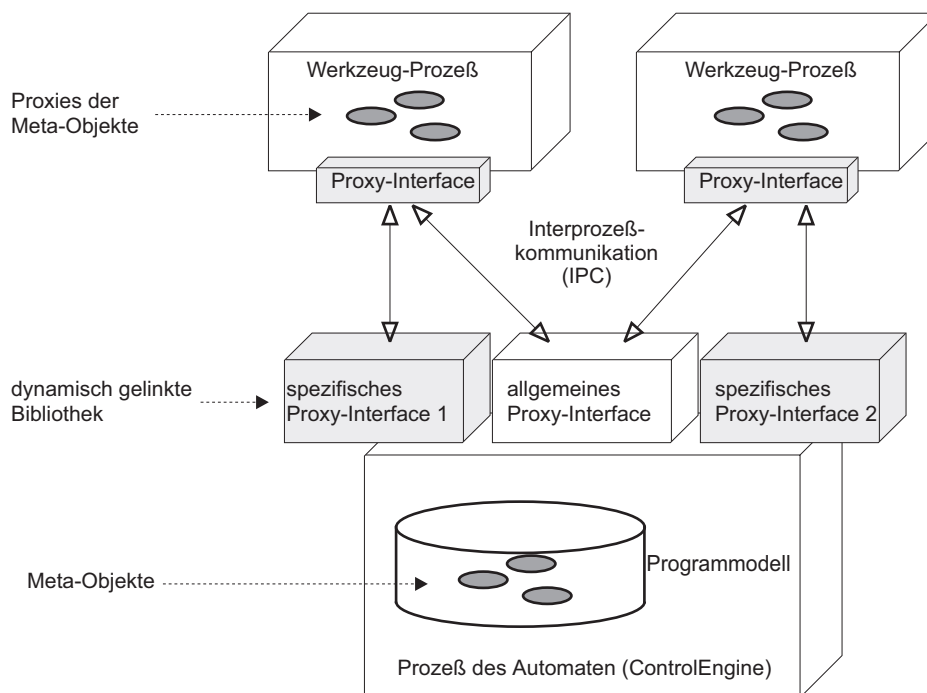 Werkzeug-Prozeß
Werkzeug-Prozeß
Proxies der
Meta-Objekte
Proxy-Interface
Proxy-Interface
Interprozeß-
kommunikation
(IPC)
dynamisch gelinkte
Bibliothek
spezifisches
Proxy-Interface 1
allgemeines
Proxy-Interface
spezifisches
Proxy-Interface 2
Programmodell
Meta-Objekte
Prozeß des Automaten (ControlEngine)